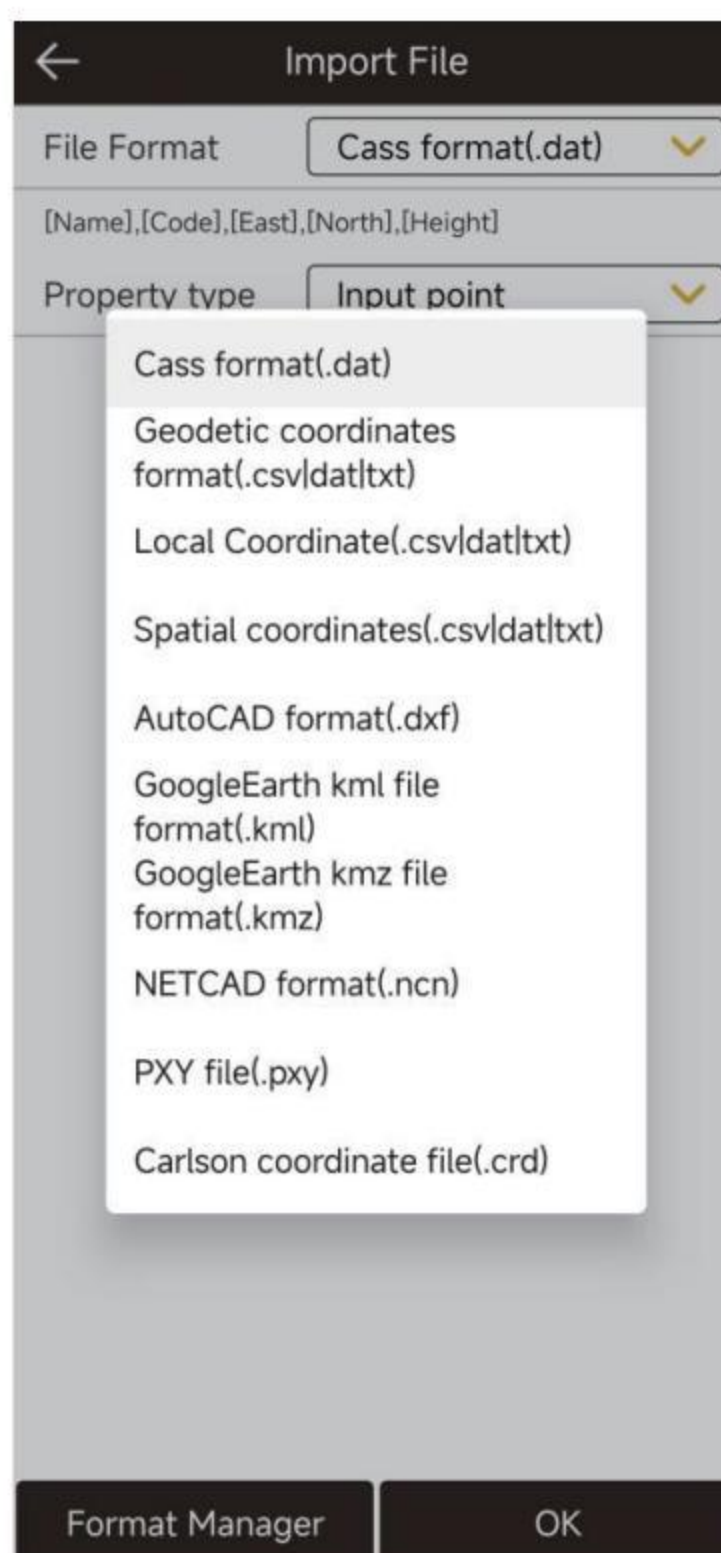 Import File
File Format Cass format(.dat)
[Name],[Code],[East],[North],[Height]
Property type Input point
Cass format(.dat)
Geodetic coordinates
format(.csv|dat|txt)
Local Coordinate(.csv|dat|txt)
Spatial coordinates(.csv|dat|txt)
AutoCAD format(.dxf)
GoogleEarth kml file
format(.kml)
GoogleEarth kmz file
format(.kmz)
NETCAD format(.ncn)
PXY file(.pxy)
Carlson coordinate file(.crd)
Format Manager OK